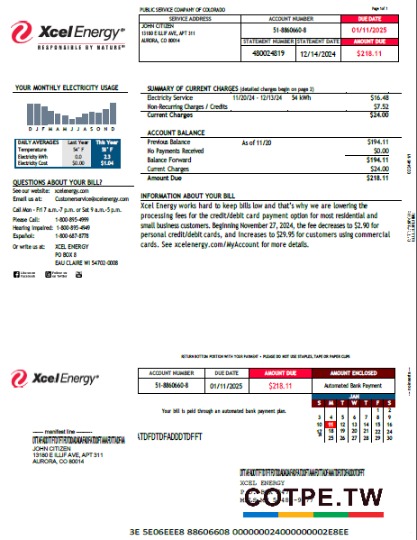 PUBLIC SERVICE COMPANY OF COLORADO
Page 1 of 1
Xcel Energy®
RESPONSIBLE BY NATURE™
SERVICE ADDRESS
ACCOUNT NUMBER
DUE DATE
JOHN CITIZEN
13180 E ILLIF AVE, APT 311
AURORA, CO 80014
51-8860660-8
01/11/2025
STATEMENT NUMBER
STATEMENT DATE
AMOUNT DUE
480024819
12/14/2024
$218.11
YOUR MONTHLY ELECTRICITY USAGE
D J F M A M J J A S O N D
DAILY AVERAGES Last Year This Year
Temperature
Electricity kWh 0.0 2.3
Electricity Cost $0.00 $1.04
QUESTIONS ABOUT YOUR BILL?
See our website: xcelenergy.com
Email us at: Customerservice@xcelenergy.com
Call Mon - Fri 7 a.m.-7 p.m. or Sat 9 a.m.-5 p.m.
Please Call: 1-800-895-4999
Hearing Impaired: 1-800-895-4949
Español: 1-800-687-8778
Or write us at: XCEL ENERGY
PO BOX 8
EAU CLAIRE WI 54702-0008
SUMMARY OF CURRENT CHARGES (detailed charges begin on page 2)
Electricity Service 11/20/24 - 12/13/24 54 kWh $16.48
Non-Recurring Charges / Credits $7.52
Current Charges $24.00
ACCOUNT BALANCE
Previous Balance As of 11/20 $194.11
No Payments Received $0.00
Balance Forward $194.11
Current Charges $24.00
Amount Due $218.11
INFORMATION ABOUT YOUR BILL
Xcel Energy works hard to keep bills low and that's why we are lowering the
processing fees for the credit/debit card payment option for most residential and
small business customers. Beginning November 27, 2024, the fee decreases to $2.90 for
personal credit/debit cards, and increases to $29.95 for customers using commercial
cards. See xcelenergy.com/MyAccount for more details.
RETURN BOTTOM PORTION WITH YOUR PAYMENT • PLEASE DO NOT USE STAPLES, TAPE OR PAPER CLIPS
Xcel Energy®
ACCOUNT NUMBER
DUE DATE
AMOUNT DUE
AMOUNT ENCLOSED
51-8860660-8
01/11/2025
$218.11
Automated Bank Payment
Your bill is paid through an automated bank payment plan.
JAN
S M T W T F S
------ manifest line ------
JOHN CITIZEN
13180 E ILLIF AVE, APT 311
AURORA, CO 80014
XCEL ENERGY
COTPE.TW
3E 5E06EEE8 88606608 000000024000000002E8EE